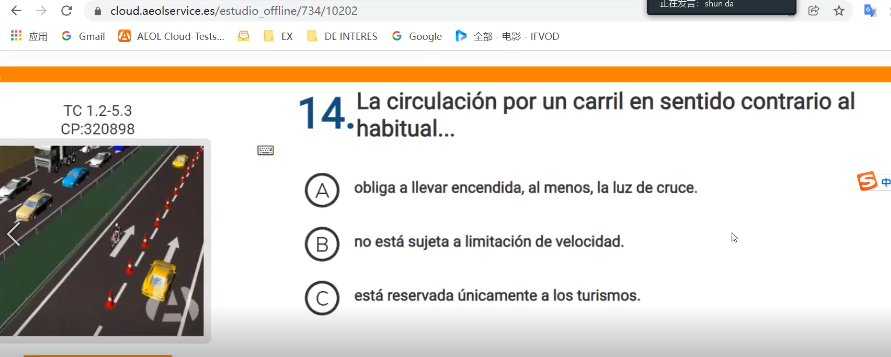 cloud.aeolservice.es/estudio_offline/734/10202
正在发言: shun da
应用 Gmail AEOL Cloud-Tests... EX DE INTERES Google 全部 - 电影 - IFVOD
TC 1.2-5.3
CP:320898
14. La circulación por un carril en sentido contrario al
habitual...
A obliga a llevar encendida, al menos, la luz de cruce.
B no está sujeta a limitación de velocidad.
C está reservada únicamente a los turismos.
S 中
A